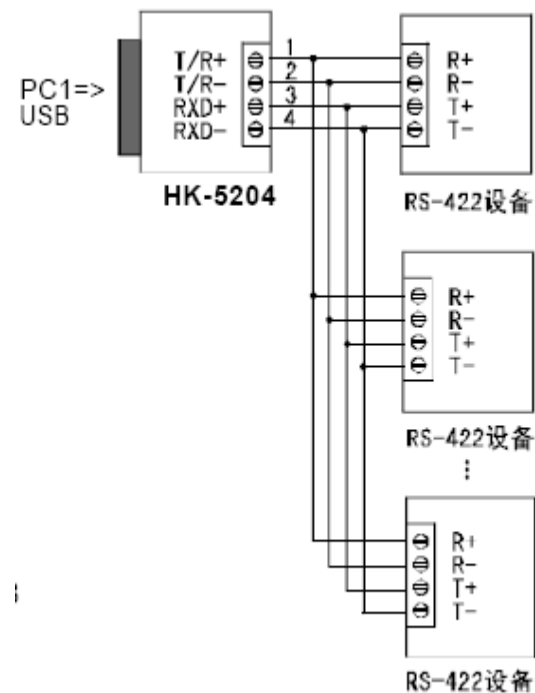 PC1=>
USB
T/R+
T/R-
RXD+
RXD-
1
2
3
4
HK-5204
R+
R-
T+
T-
RS-422设备
R+
R-
T+
T-
RS-422设备
⋮
R+
R-
T+
T-
RS-422设备